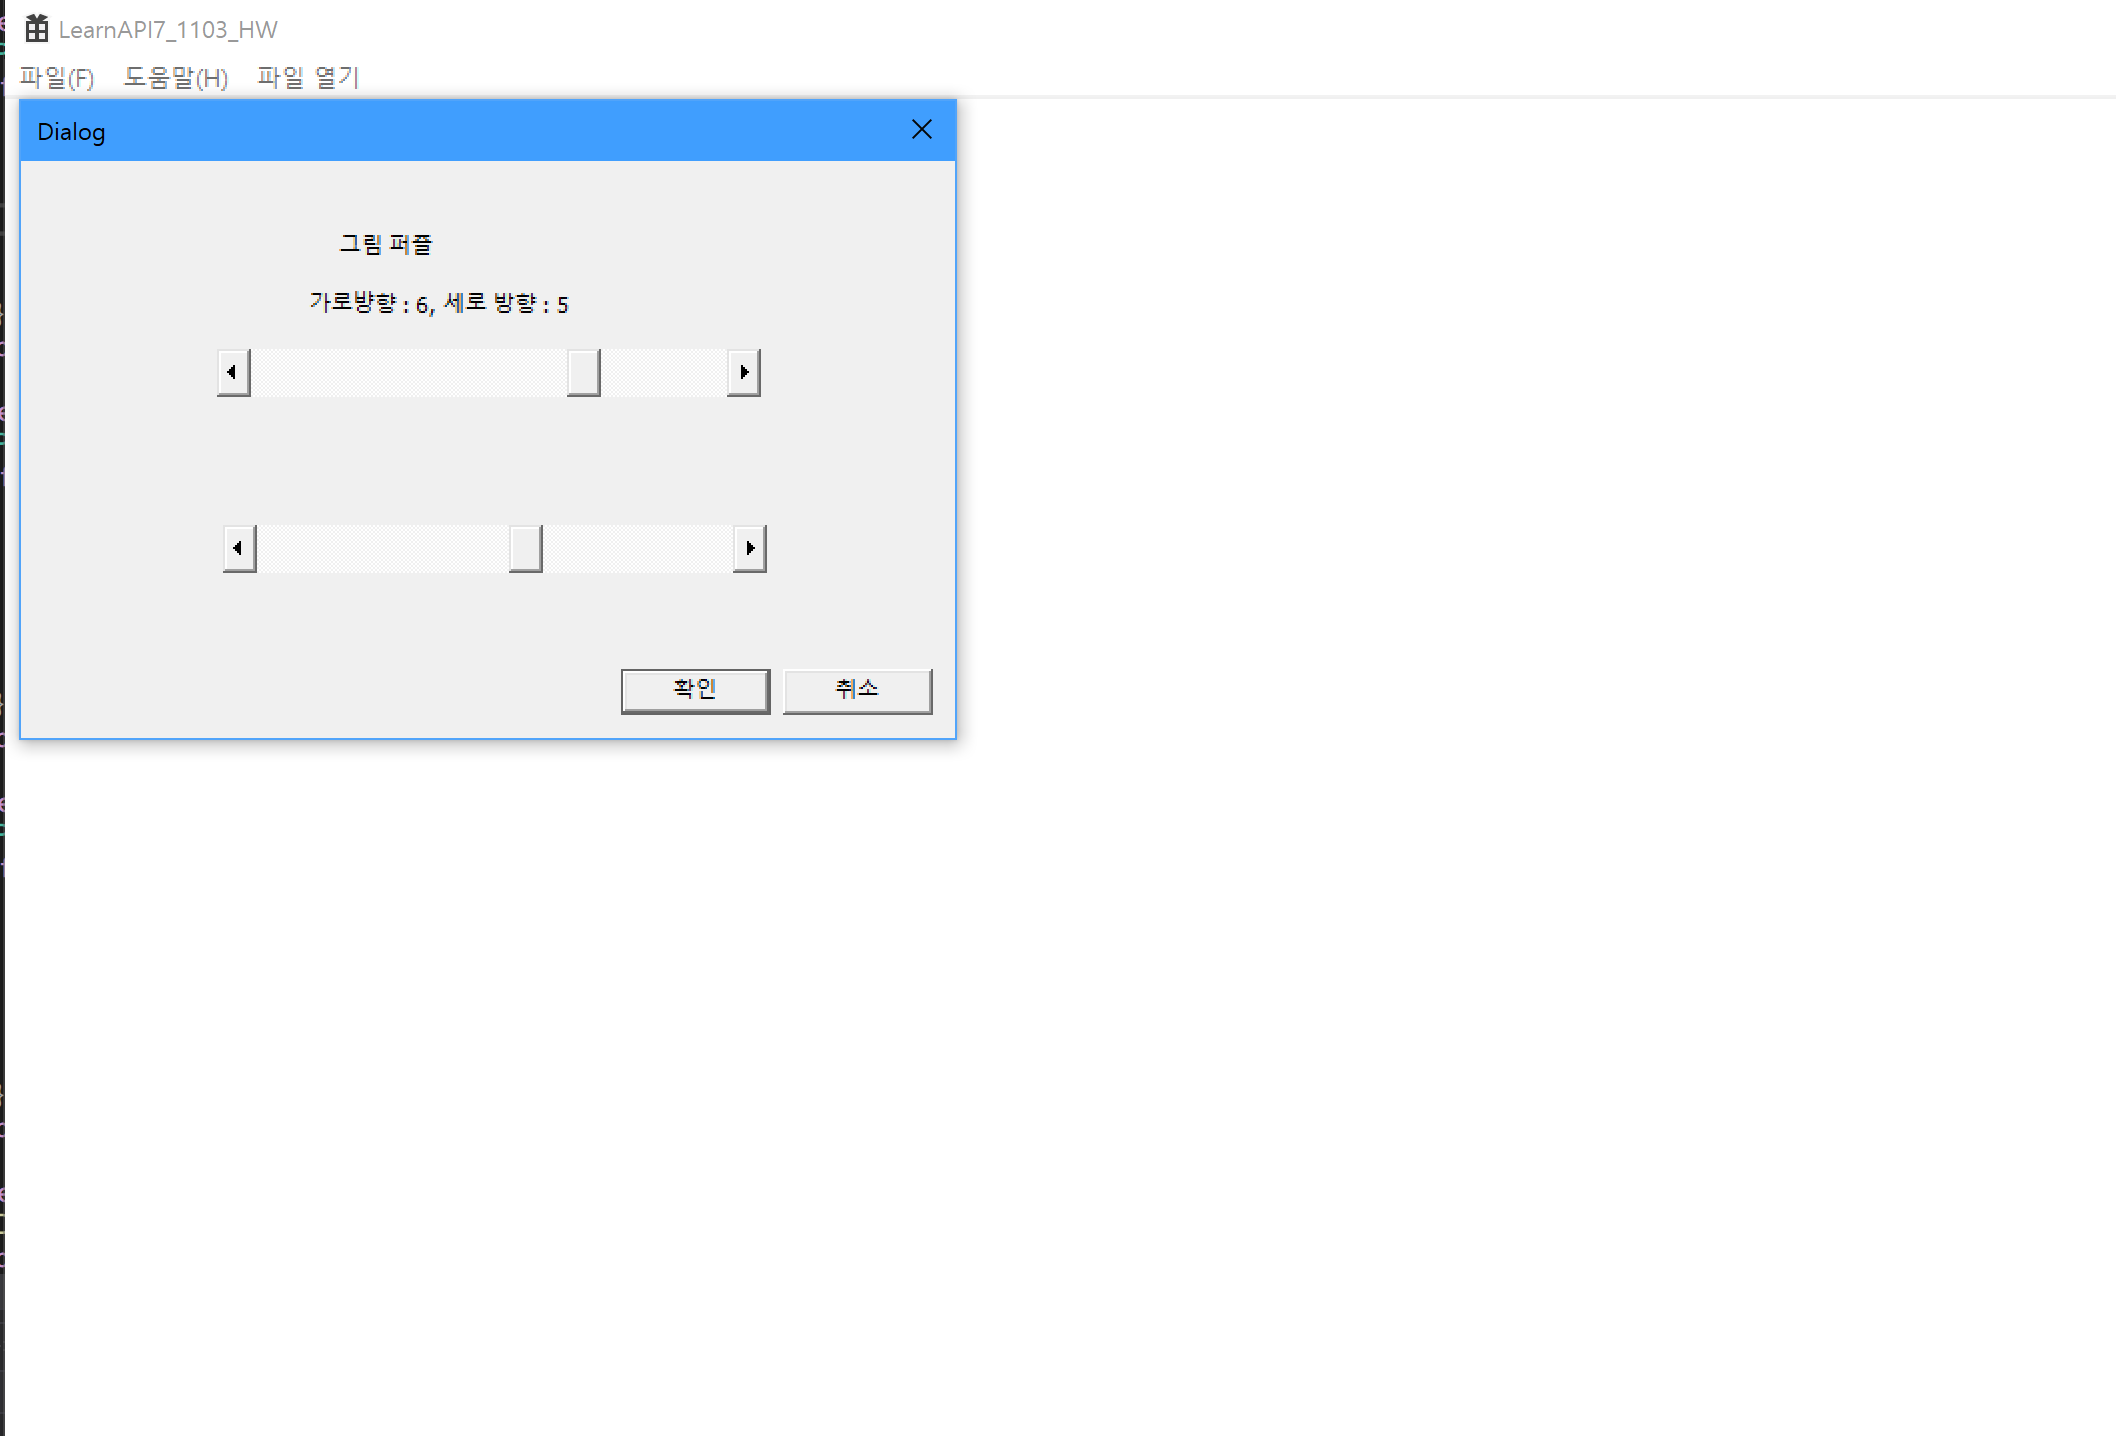 LearnAPI7_1103_HW
파일(F) 도움말(H) 파일 열기
Dialog
그림 퍼즐
가로방향 : 6, 세로 방향 : 5
확인 취소